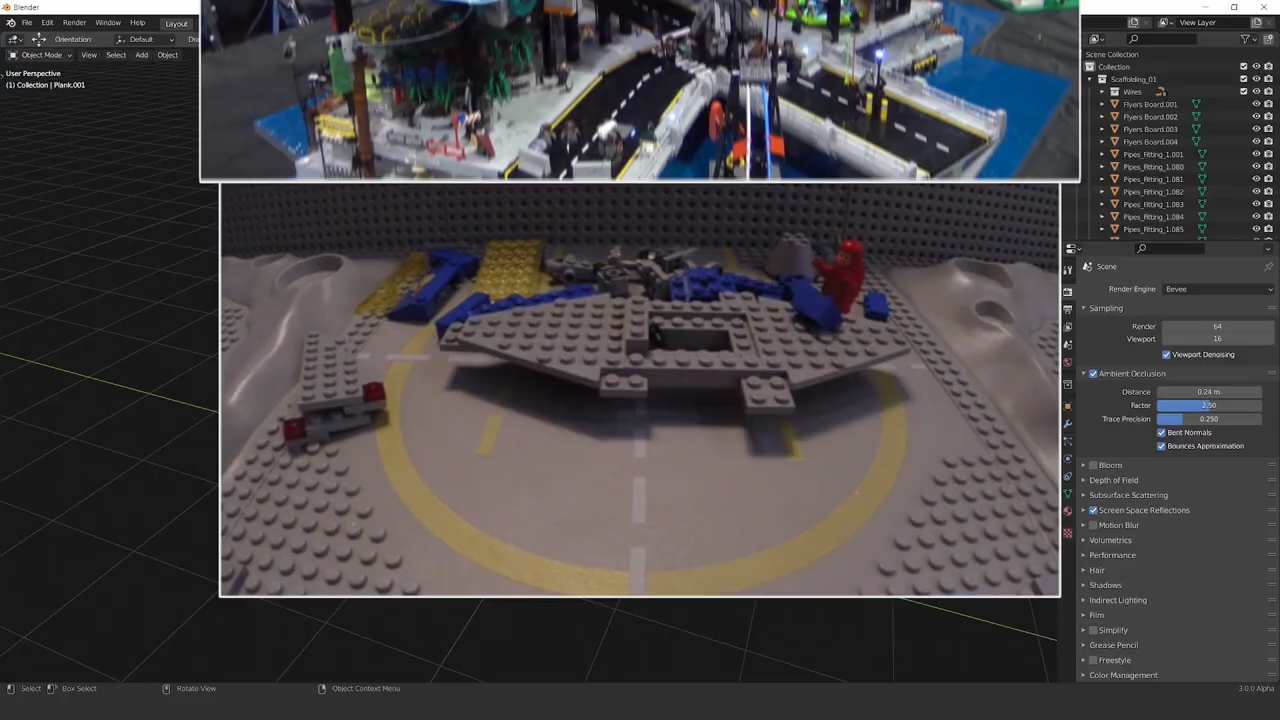 Blender
File Edit Render Window Help Layout
View Layer
Orientation: Default Dra
Object Mode View Select Add Object
User Perspective
(1) Collection | Plank.001
Scene Collection
Collection
Scaffolding_01
Wires
Flyers Board.001
Flyers Board.002
Flyers Board.003
Flyers Board.004
Pipes_Fitting_1.001
Pipes_Fitting_1.080
Pipes_Fitting_1.081
Pipes_Fitting_1.082
Pipes_Fitting_1.083
Pipes_Fitting_1.084
Pipes_Fitting_1.085
Scene
Render Engine Eevee
Sampling
Render 64
Viewport 16
Viewport Denoising
Ambient Occlusion
Distance 0.24 m
Factor 2.50
Trace Precision 0.250
Bent Normals
Bounces Approximation
Bloom
Depth of Field
Subsurface Scattering
Screen Space Reflections
Motion Blur
Volumetrics
Performance
Hair
Shadows
Indirect Lighting
Film
Simplify
Grease Pencil
Freestyle
Color Management
Select Box Select Rotate View Object Context Menu 3.0.0 Alpha